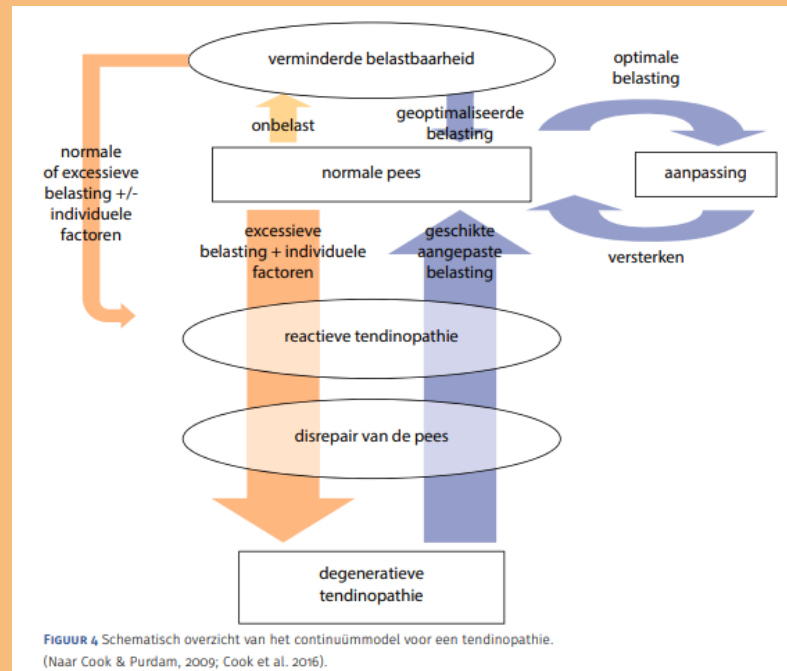 verminderde belastbaarheid
optimale
belasting
onbelast
geoptimaliseerde
belasting
normale
of excessieve
belasting +/-
individuele
factoren
normale pees
aanpassing
excessieve
belasting + individuele
factoren
geschikte
aangepaste
belasting
versterken
reactieve tendinopathie
disrepair van de pees
degeneratieve
tendinopathie
FIGUUR 4 Schematisch overzicht van het continuümmodel voor een tendinopathie.
(Naar Cook & Purdam, 2009; Cook et al. 2016).